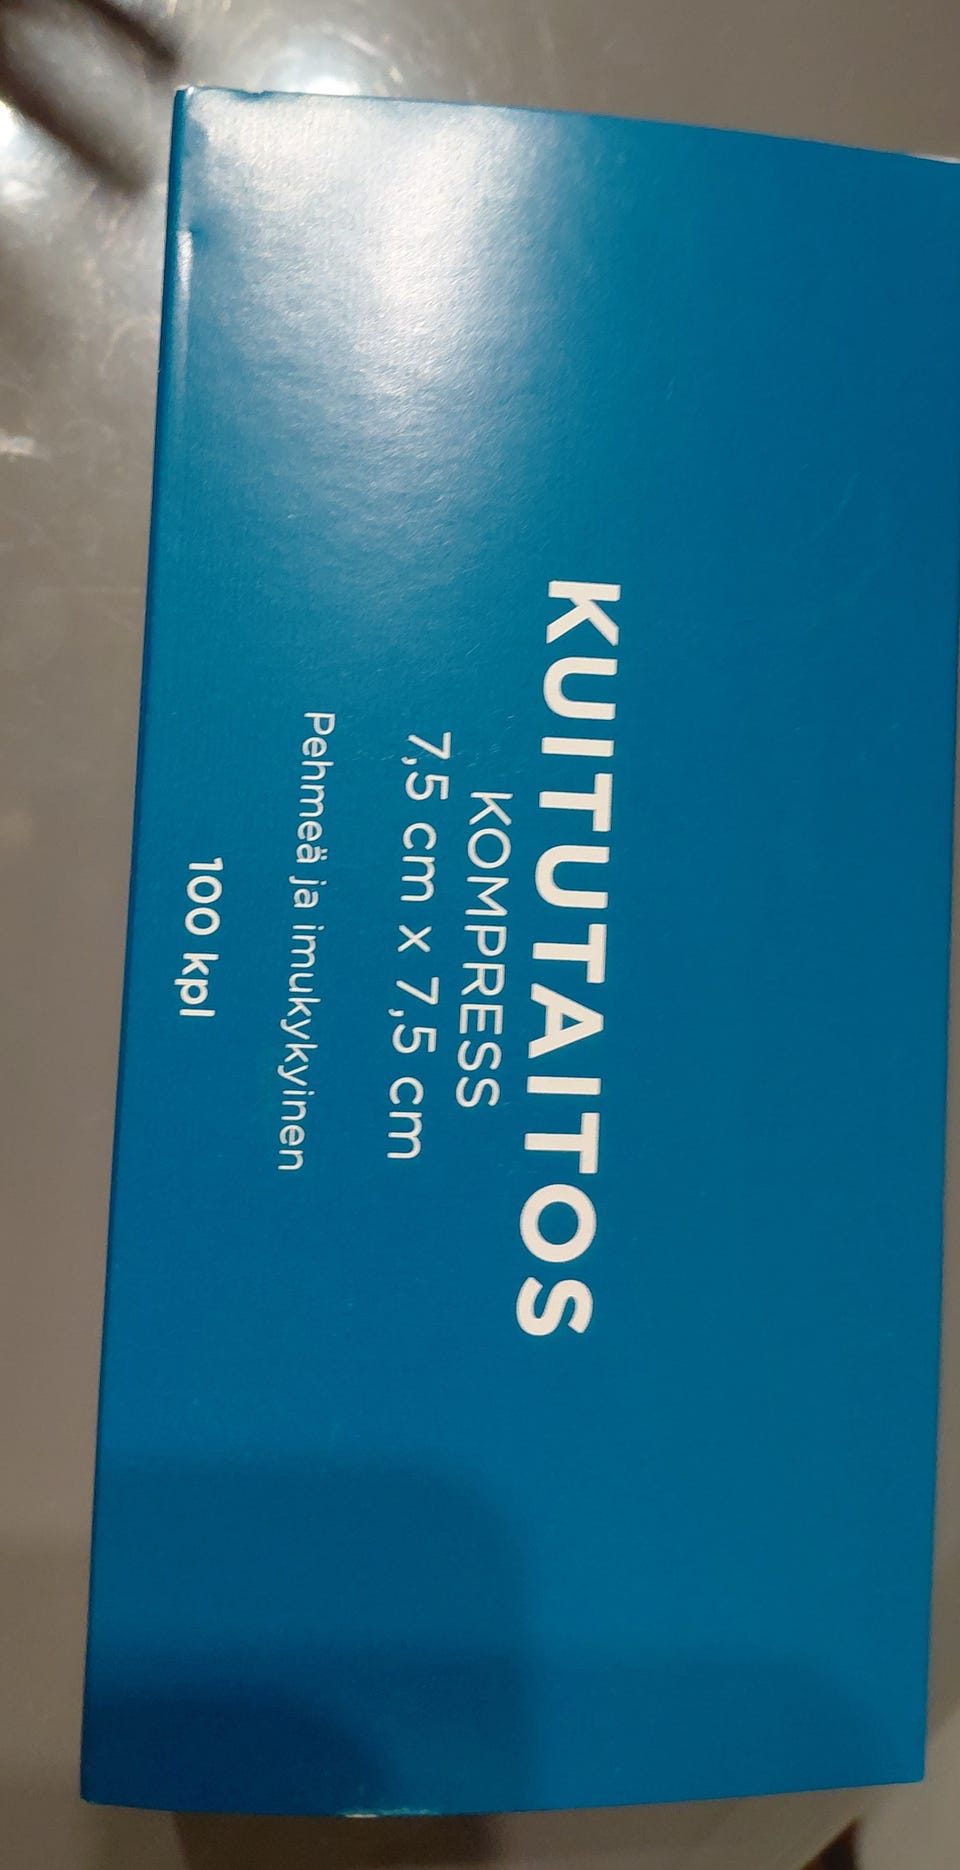 KUITUTAITOS
KOMPRESS
7,5 cm x 7,5 cm
Pehmeä ja imukykyinen
100 kpl